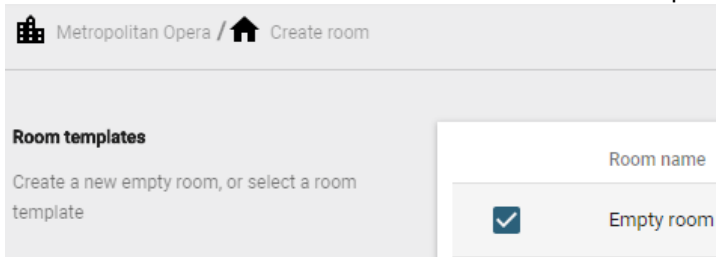 Metropolitan Opera / Create room
Room templates
Create a new empty room, or select a room
template
Room name
Empty room